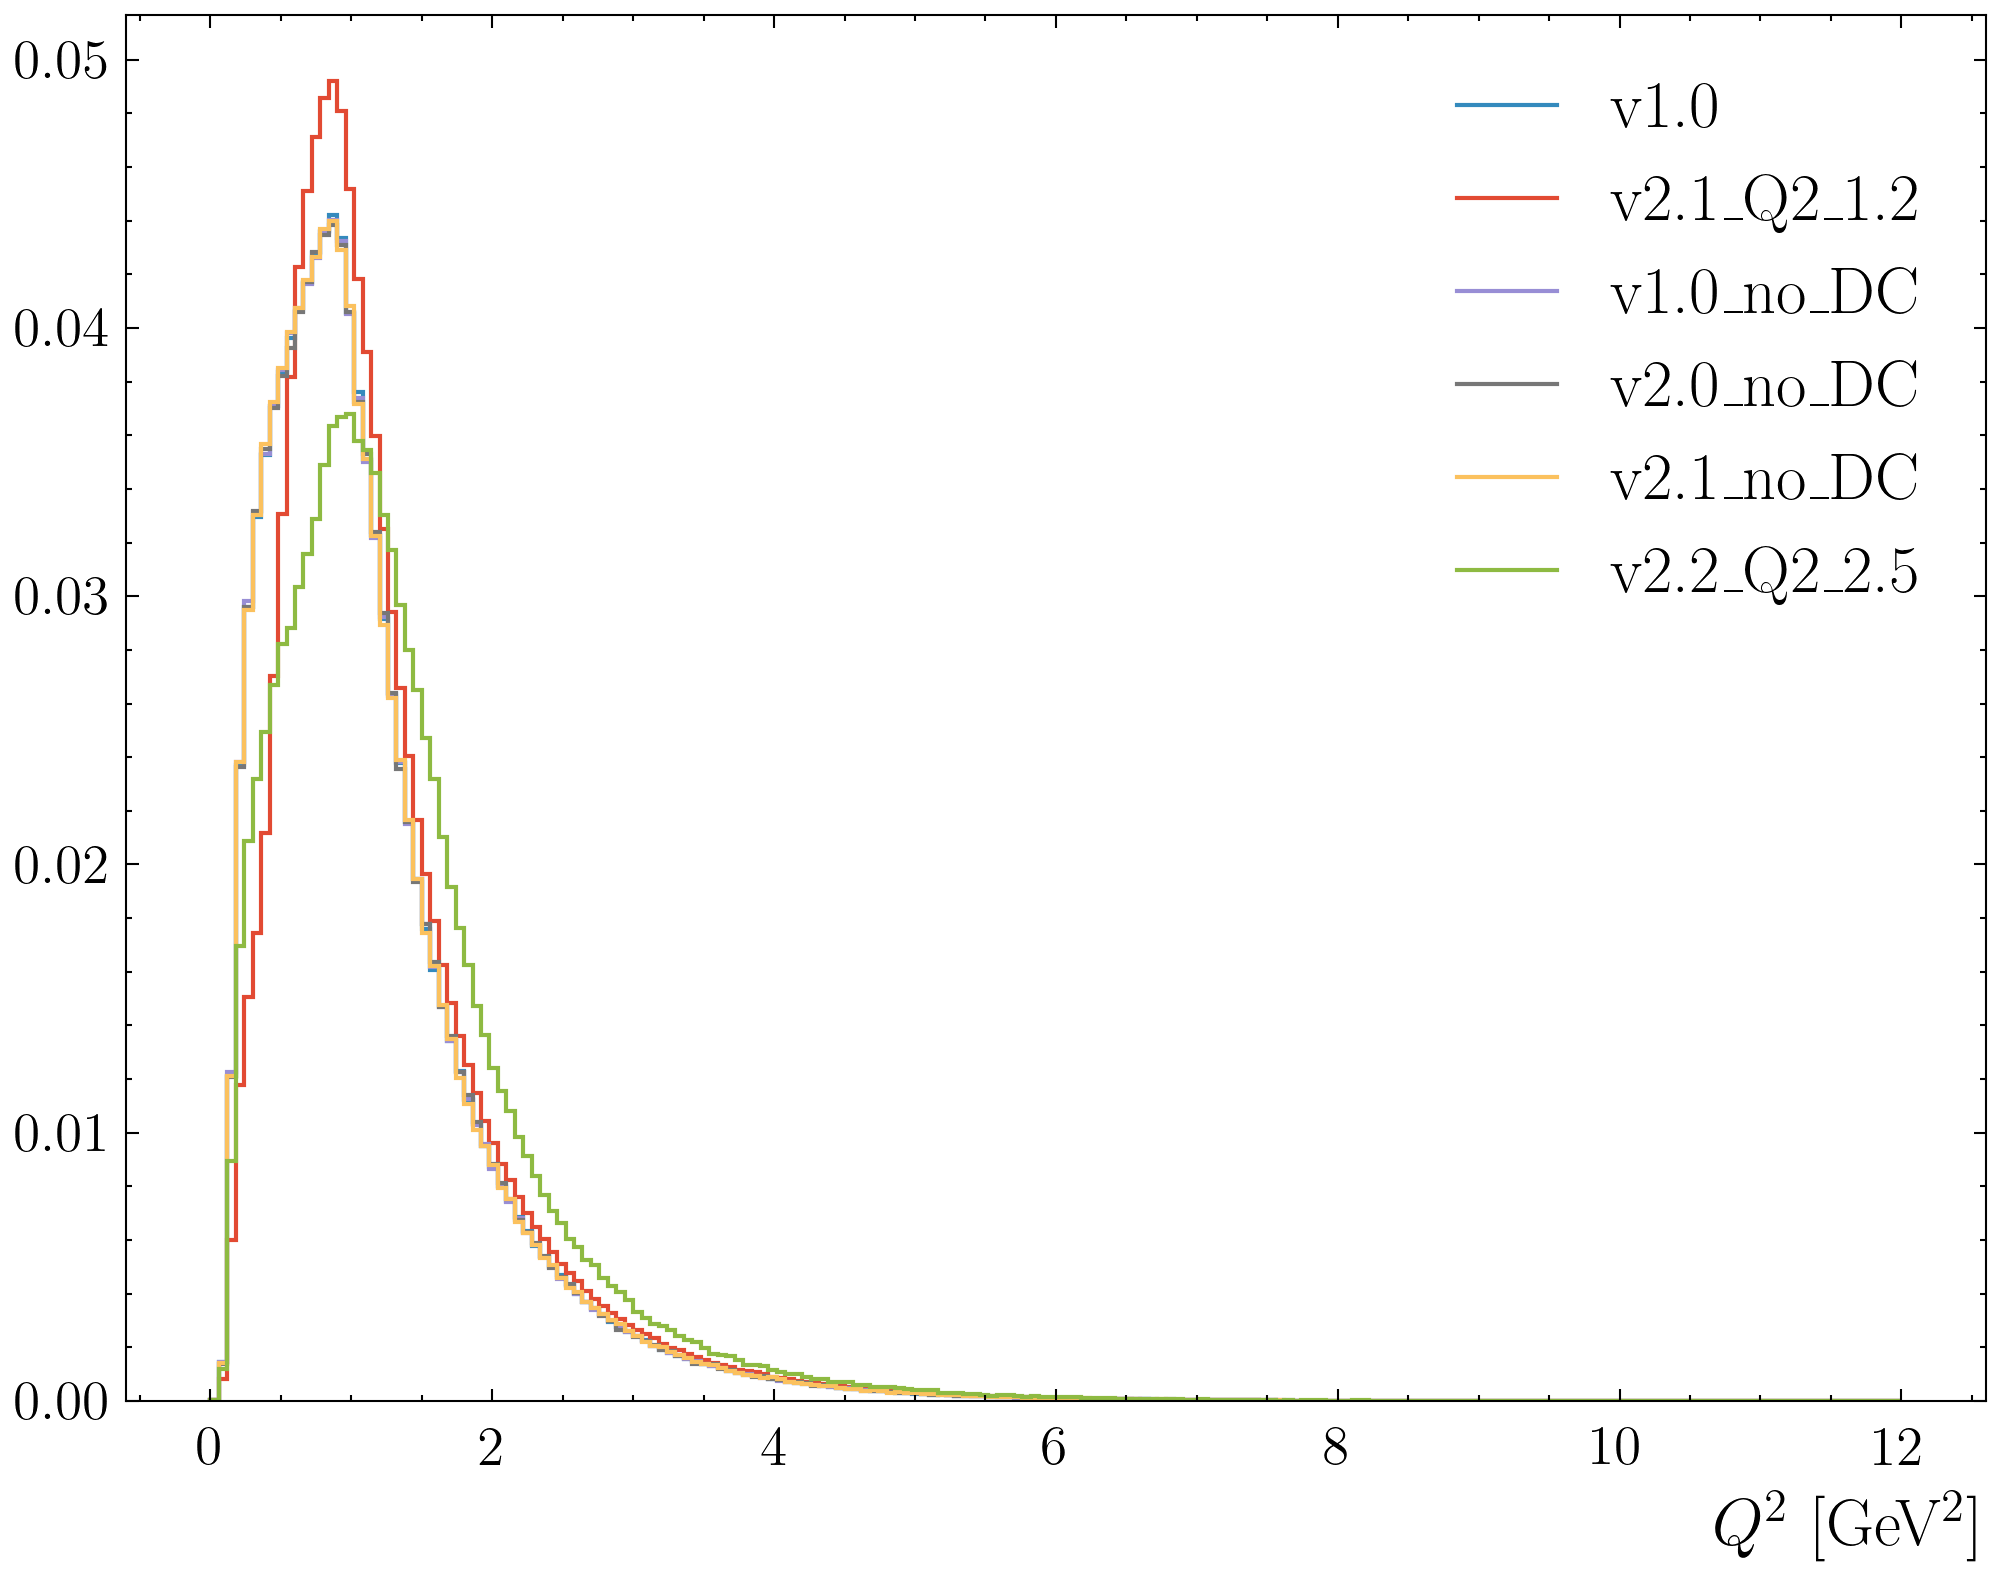 0.05
0.04
0.03
0.02
0.01
0.00
v1.0
v2.1_Q2_1.2
v1.0_no_DC
v2.0_no_DC
v2.1_no_DC
v2.2_Q2_2.5
0 2 4 6 8 10 12
Q² [GeV²]